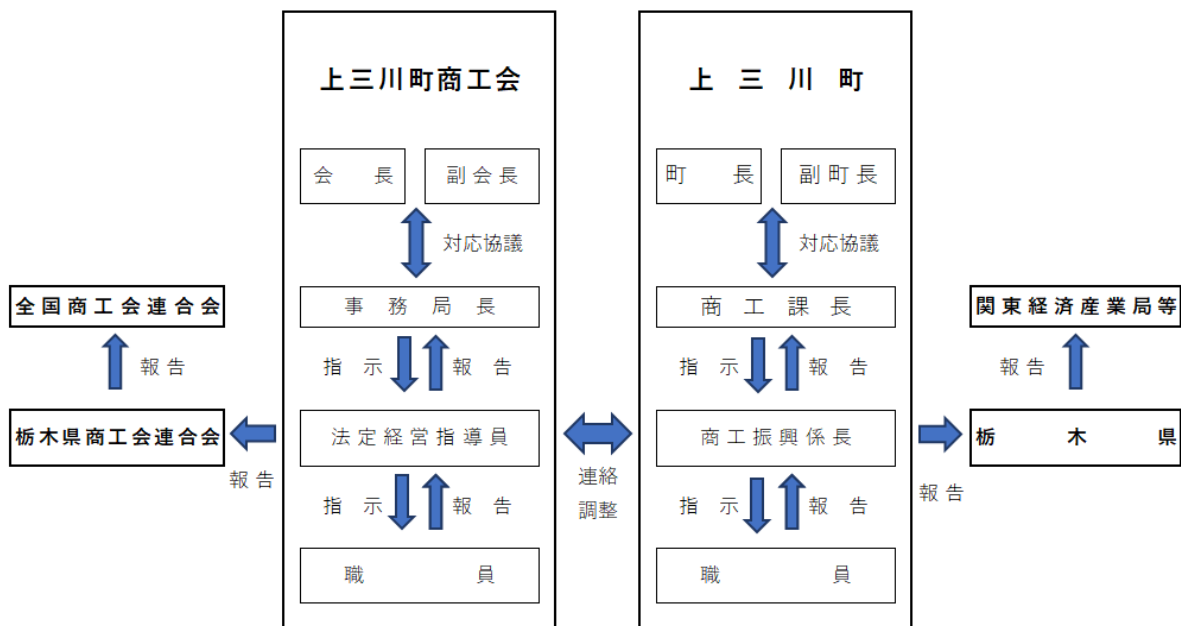 上三川町商工会
上三川町
会長
副会長
町長
副町長
対応協議
対応協議
全国商工会連合会
事務局長
商工課長
関東経済産業局等
報告
指示
報告
指示
報告
報告
栃木県商工会連合会
法定経営指導員
商工振興係長
栃木県
報告
連絡
調整
報告
指示
報告
指示
報告
職員
職員